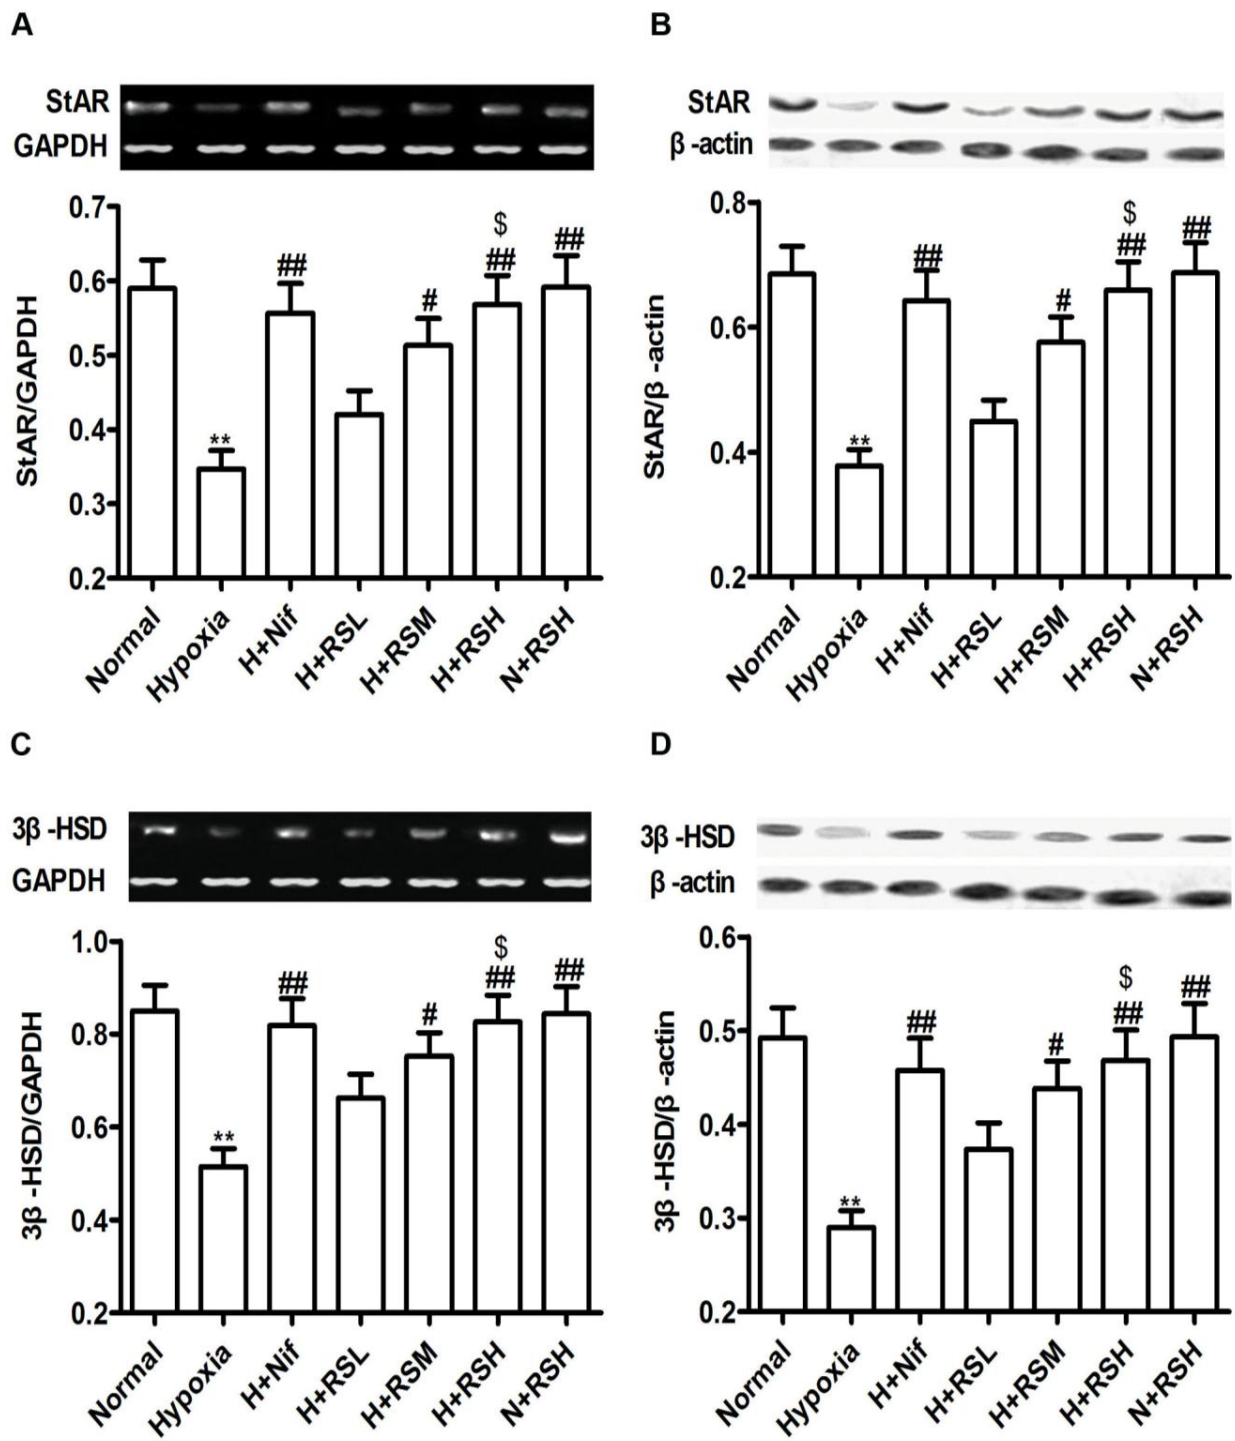 A
StAR
GAPDH
StAR/GAPDH
0.7
0.6
0.5
0.4
0.3
0.2
**
##
#
$
##
##
Normal
Hypoxia
H+Nif
H+RSL
H+RSM
H+RSH
N+RSH
B
StAR
β -actin
StAR/β -actin
0.8
0.6
0.4
0.2
**
##
#
$
##
##
Normal
Hypoxia
H+Nif
H+RSL
H+RSM
H+RSH
N+RSH
C
3β -HSD
GAPDH
3β -HSD/GAPDH
1.0
0.8
0.6
0.4
0.2
**
##
#
$
##
##
Normal
Hypoxia
H+Nif
H+RSL
H+RSM
H+RSH
N+RSH
D
3β -HSD
β -actin
3β -HSD/β -actin
0.6
0.5
0.4
0.3
0.2
**
##
#
$
##
##
Normal
Hypoxia
H+Nif
H+RSL
H+RSM
H+RSH
N+RSH